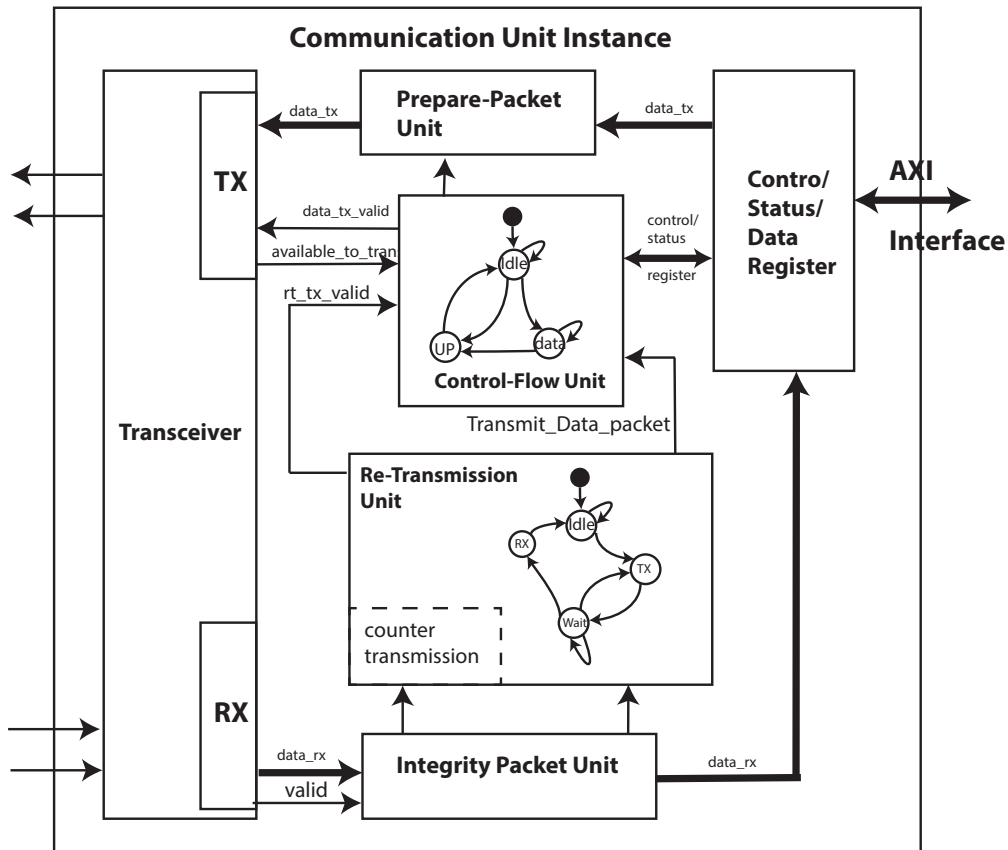 Communication Unit Instance
Prepare-Packet
Unit
data_tx
data_tx
TX
Contro/
Status/
Data
Register
AXI
Interface
data_tx_valid
available_to_tran
rt_tx_valid
control/
status
register
Idle
UP
data
Control-Flow Unit
Transceiver
Transmit_Data_packet
Re-Transmission
Unit
Idle
RX
TX
Wait
counter
transmission
RX
data_rx
valid
Integrity Packet Unit
data_rx